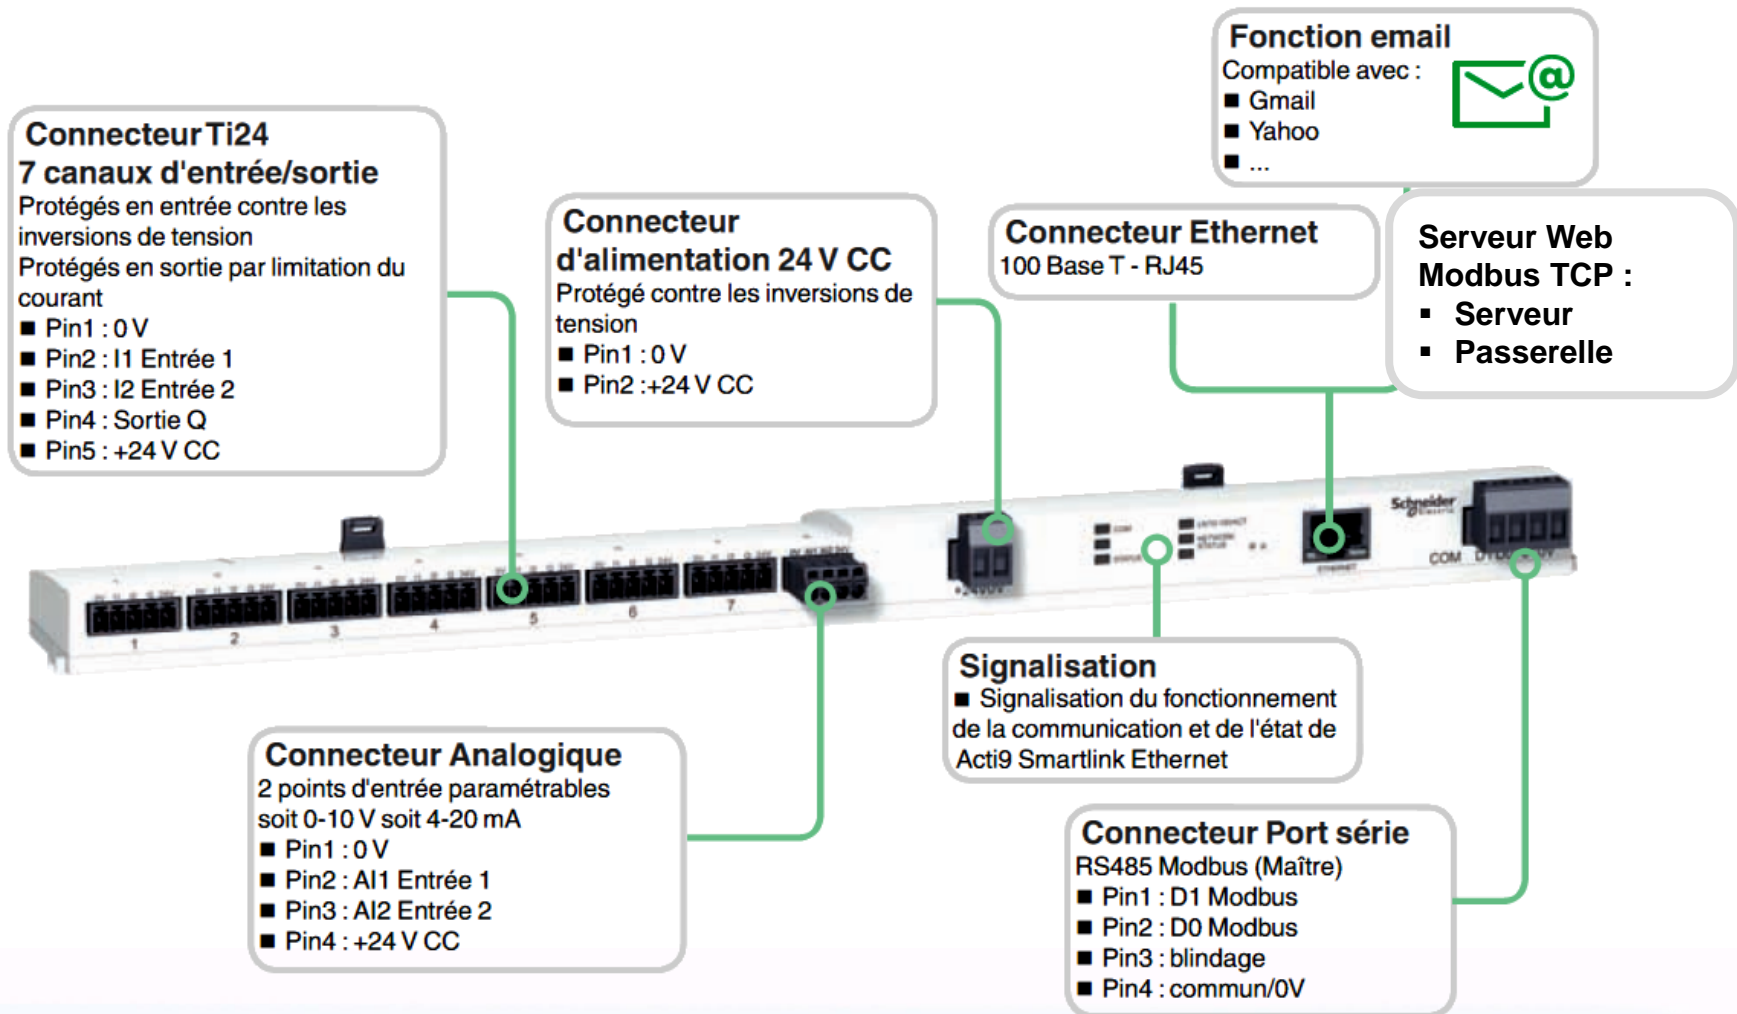 Fonction email
Compatible avec :
■ Gmail
■ Yahoo
■ ...
Connecteur Ti24
7 canaux d'entrée/sortie
Protégés en entrée contre les
inversions de tension
Protégés en sortie par limitation du
courant
■ Pin1 : 0 V
■ Pin2 : I1 Entrée 1
■ Pin3 : I2 Entrée 2
■ Pin4 : Sortie Q
■ Pin5 : +24 V CC
Connecteur
d'alimentation 24 V CC
Protégé contre les inversions de
tension
■ Pin1 : 0 V
■ Pin2 :+24 V CC
Connecteur Ethernet
100 Base T - RJ45
Serveur Web
Modbus TCP :
▪ Serveur
▪ Passerelle
Schneider
COM
STATUS
NETWORK
STATUS
ETHERNET
COM
1
2
3
4
5
6
7
Signalisation
■ Signalisation du fonctionnement
de la communication et de l'état de
Acti9 Smartlink Ethernet
Connecteur Analogique
2 points d'entrée paramétrables
soit 0-10 V soit 4-20 mA
■ Pin1 : 0 V
■ Pin2 : AI1 Entrée 1
■ Pin3 : AI2 Entrée 2
■ Pin4 : +24 V CC
Connecteur Port série
RS485 Modbus (Maître)
■ Pin1 : D1 Modbus
■ Pin2 : D0 Modbus
■ Pin3 : blindage
■ Pin4 : commun/0V